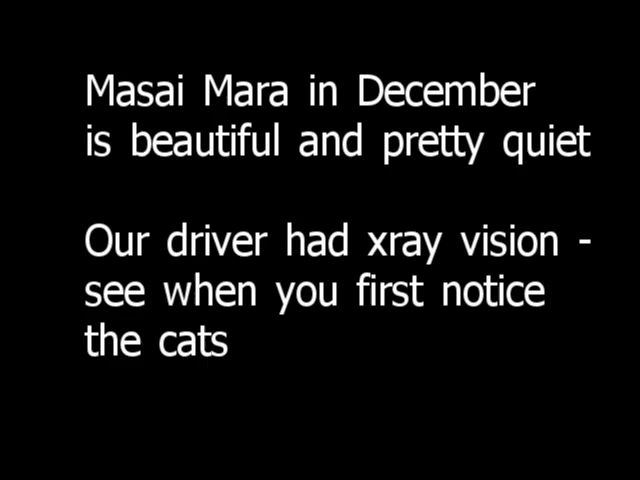 Masai Mara in December
is beautiful and pretty quiet
Our driver had xray vision -
see when you first notice
the cats